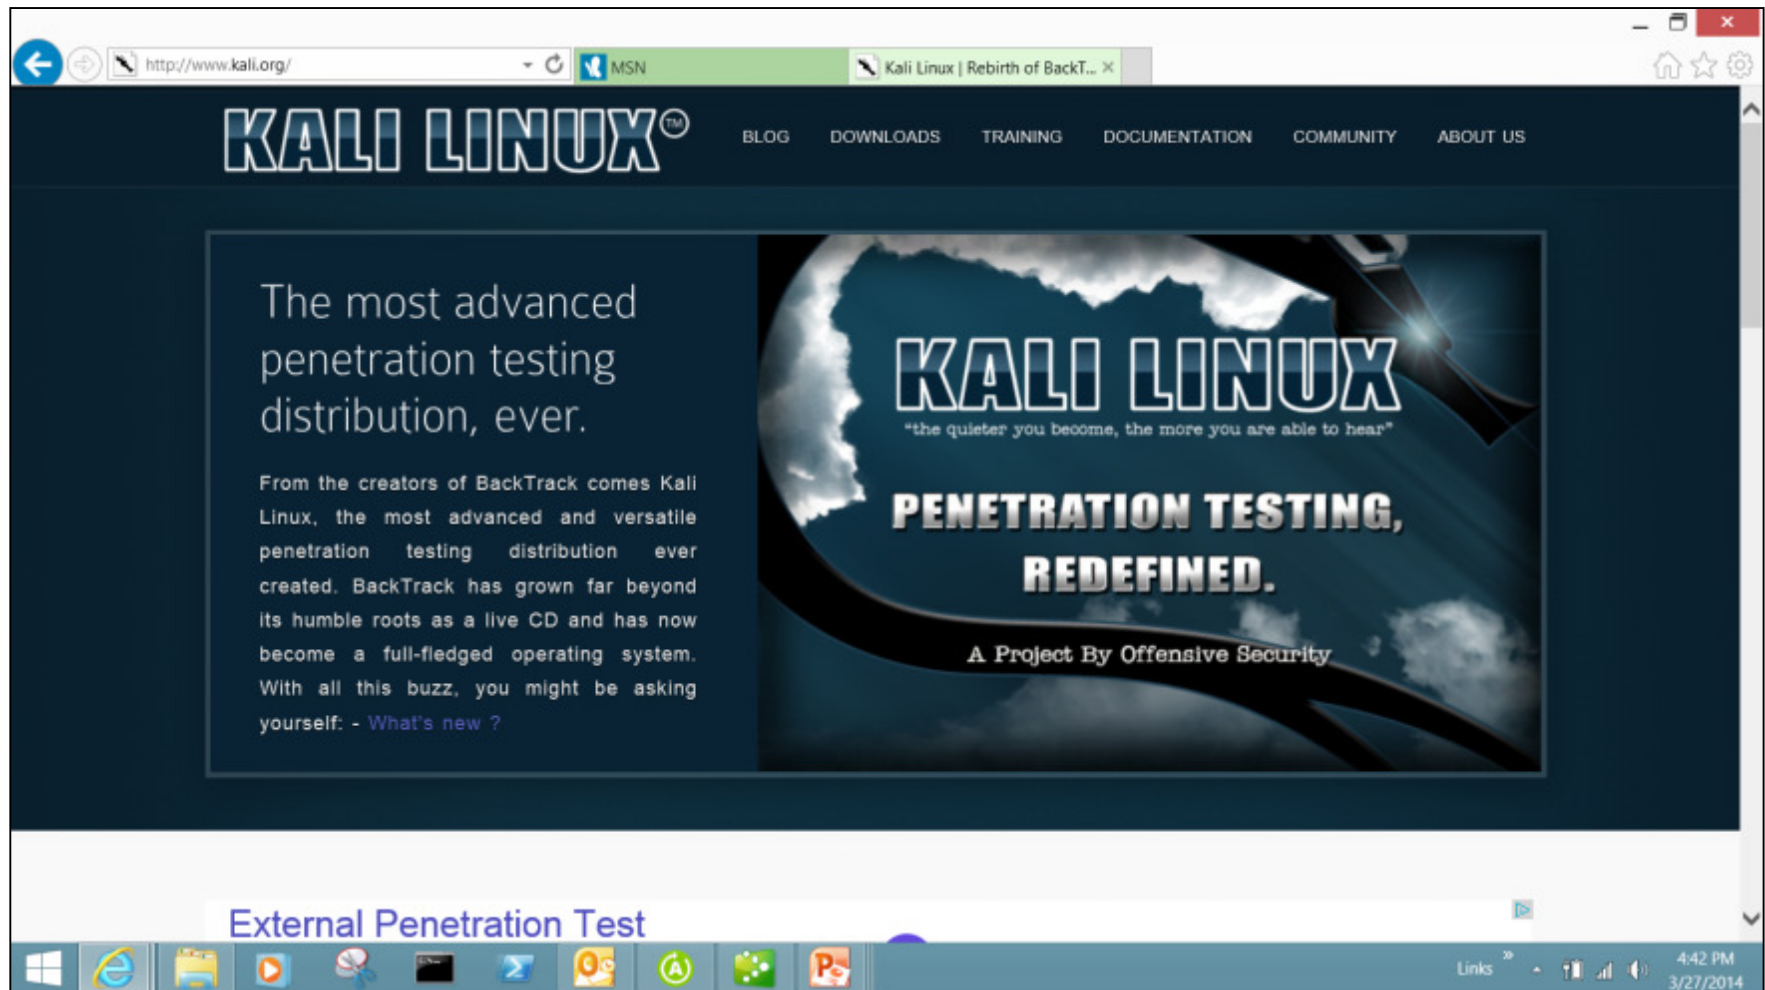 http://www.kali.org/
MSN
Kali Linux | Rebirth of BackT...
KALI LINUX™
BLOG
DOWNLOADS
TRAINING
DOCUMENTATION
COMMUNITY
ABOUT US
The most advanced
penetration testing
distribution, ever.
From the creators of BackTrack comes Kali
Linux, the most advanced and versatile
penetration testing distribution ever
created. BackTrack has grown far beyond
its humble roots as a live CD and has now
become a full-fledged operating system.
With all this buzz, you might be asking
yourself: - What's new ?
KALI LINUX
"the quieter you become, the more you are able to hear"
PENETRATION TESTING,
REDEFINED.
A Project By Offensive Security
External Penetration Test
Links
4:42 PM
3/27/2014